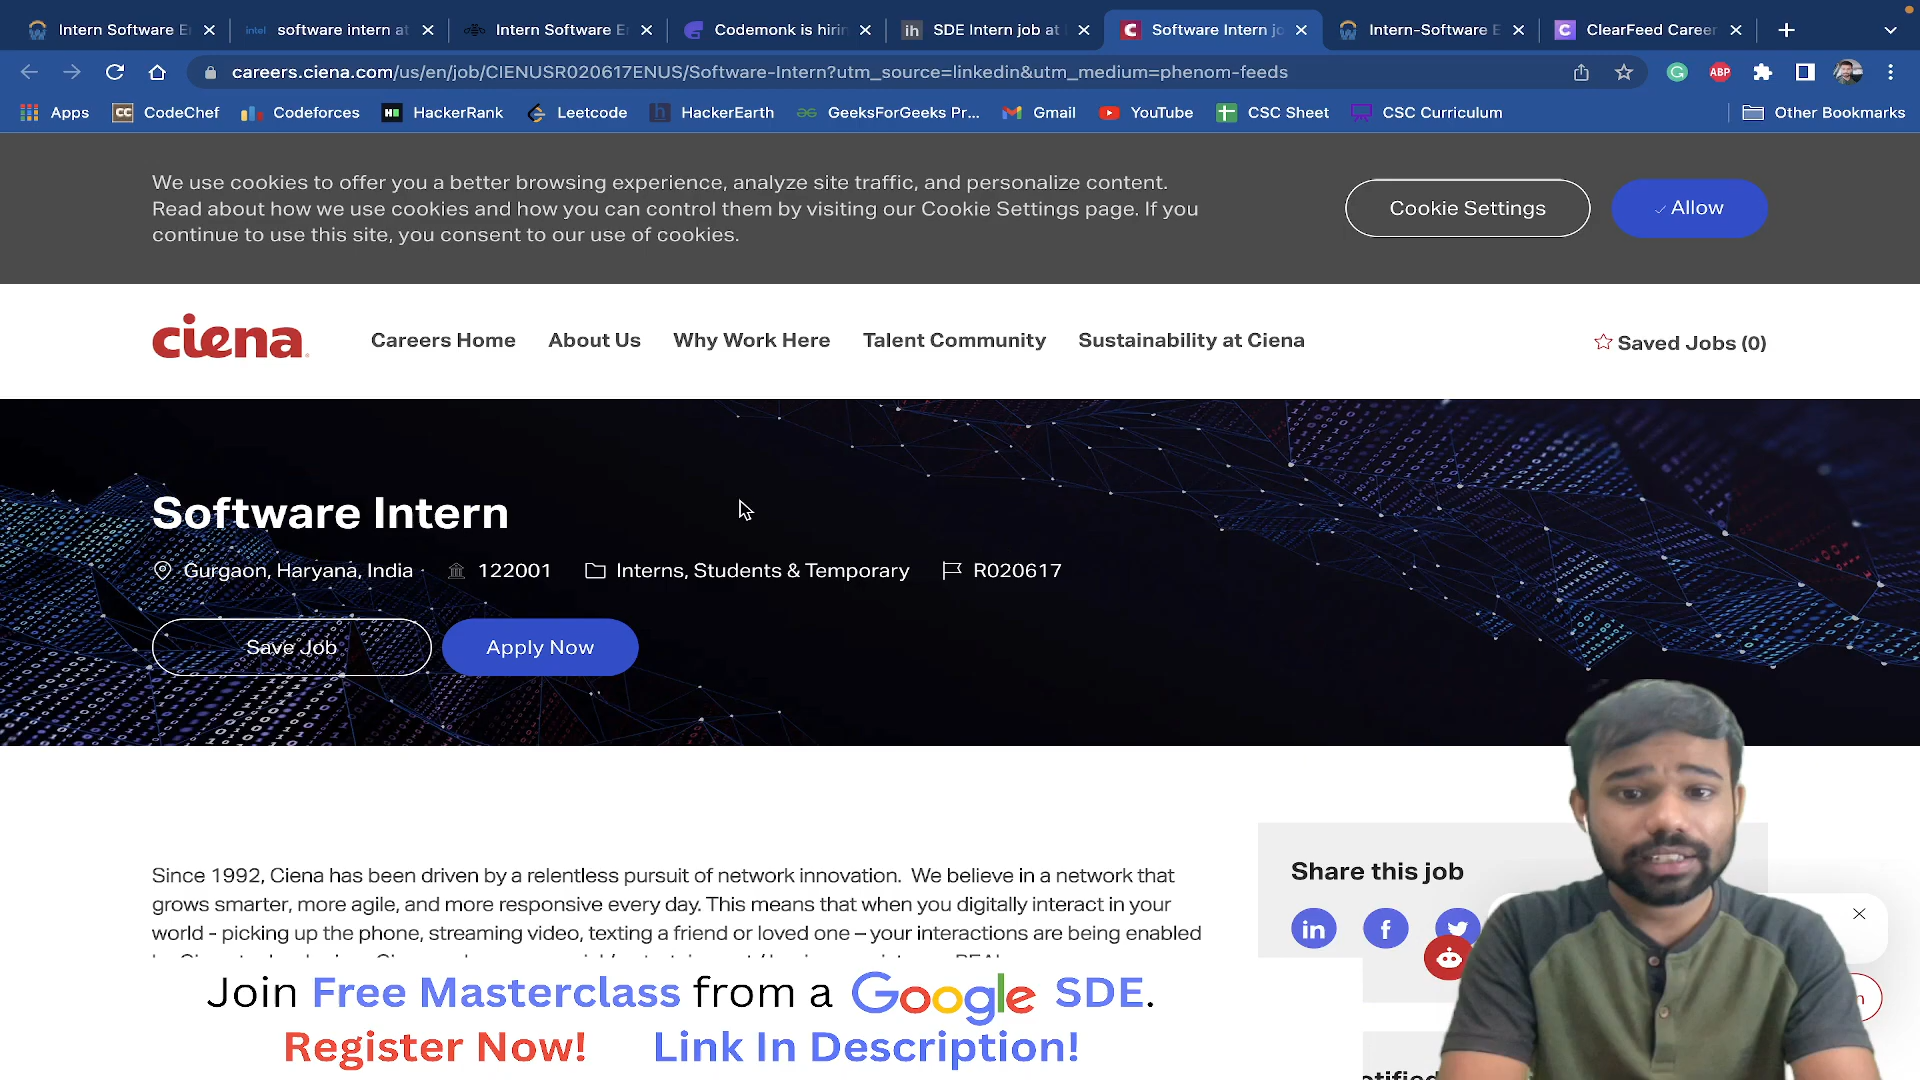 Intern Software E
intel software intern at
Intern Software E
Codemonk is hirin
ih SDE Intern job at
Software Intern jo
Intern-Software E
C ClearFeed Career
careers.ciena.com/us/en/job/CIENUSR020617ENUS/Software-Intern?utm_source=linkedin&utm_medium=phenom-feeds
ABP
Apps
CC CodeChef
Codeforces
H HackerRank
Leetcode
h HackerEarth
GeeksForGeeks Pr...
Gmail
YouTube
CSC Sheet
CSC Curriculum
Other Bookmarks
We use cookies to offer you a better browsing experience, analyze site traffic, and personalize content.
Read about how we use cookies and how you can control them by visiting our Cookie Settings page. If you
continue to use this site, you consent to our use of cookies.
Cookie Settings
Allow
ciena
Careers Home
About Us
Why Work Here
Talent Community
Sustainability at Ciena
Saved Jobs (0)
Software Intern
Gurgaon, Haryana, India
122001
Interns, Students & Temporary
R020617
Save Job
Apply Now
Since 1992, Ciena has been driven by a relentless pursuit of network innovation. We believe in a network that
grows smarter, more agile, and more responsive every day. This means that when you digitally interact in your
world - picking up the phone, streaming video, texting a friend or loved one – your interactions are being enabled
Share this job
in
f
Join Free Masterclass from a Google SDE.
Register Now! Link In Description!